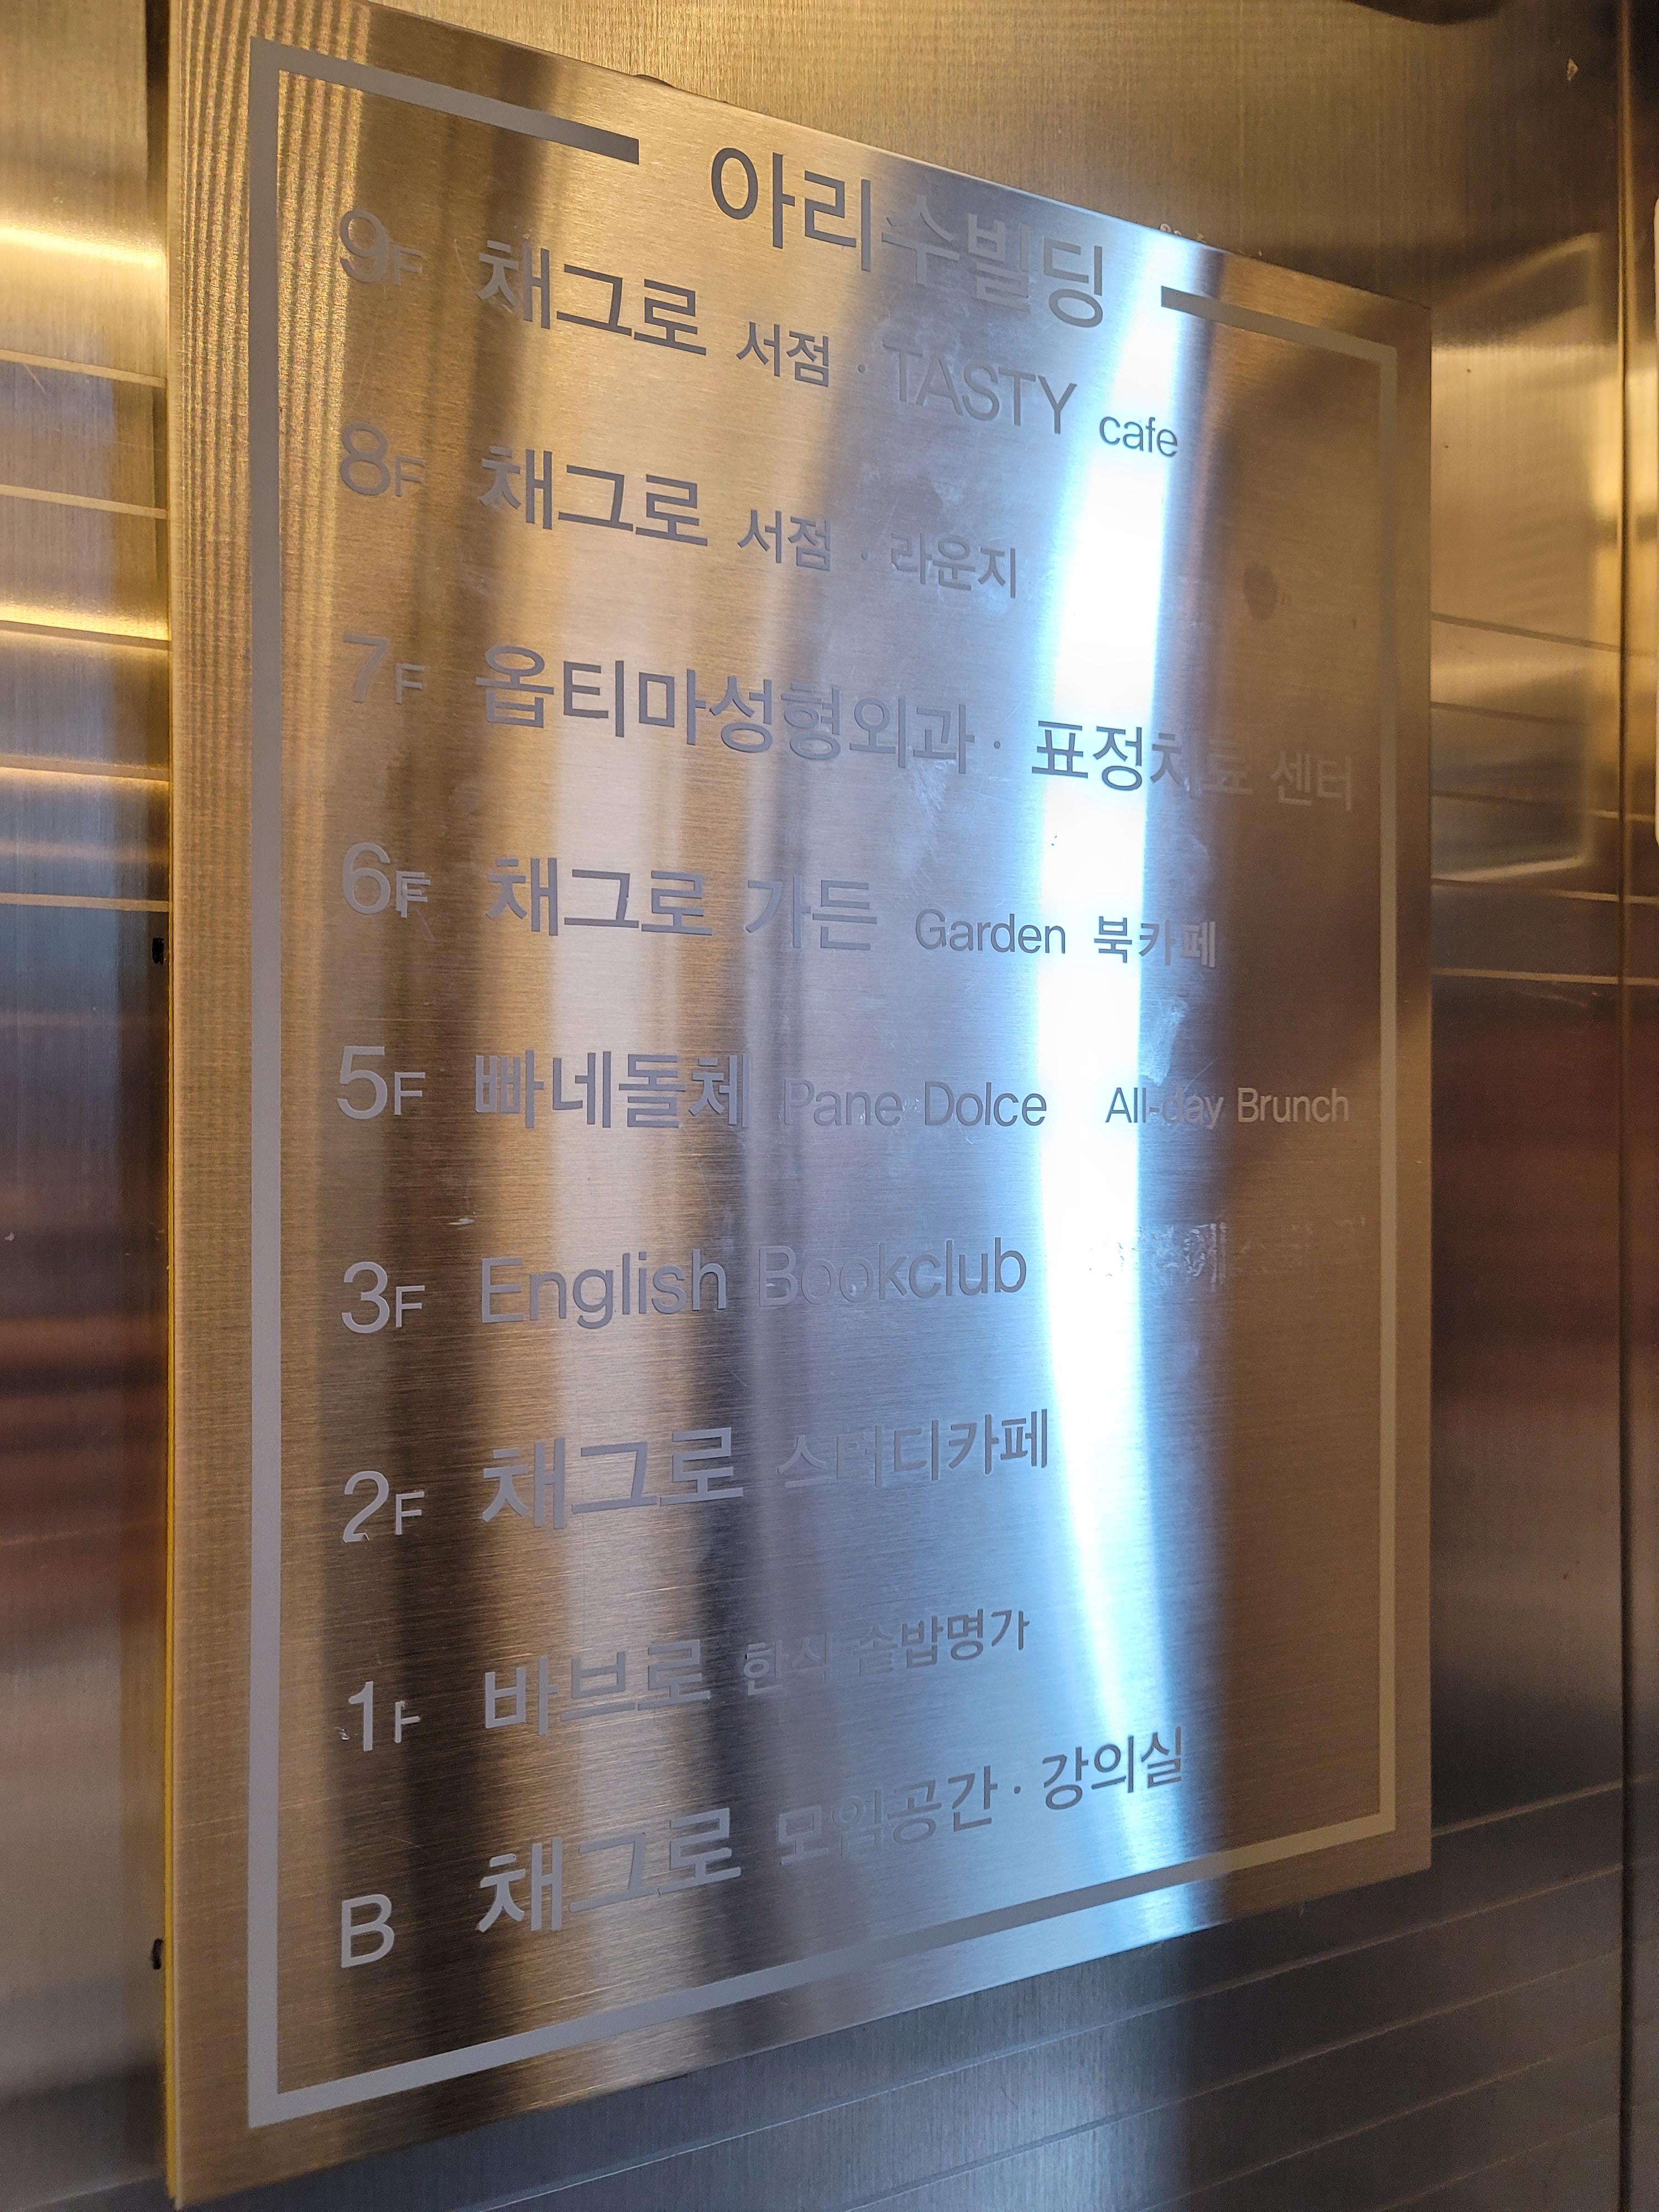 아리수빌딩
9F 채그로 서점 · TASTY cafe
8F 채그로 서점 · 라운지
7F 옵티마성형외과 · 표정치료 센터
6F 채그로 가든 Garden 북카페
5F 빠네돌체 Pane Dolce All-day Brunch
3F English Bookclub
2F 채그로 스터디카페
1F 바브로 한식 솥밥명가
B 채그로 모임공간 · 강의실